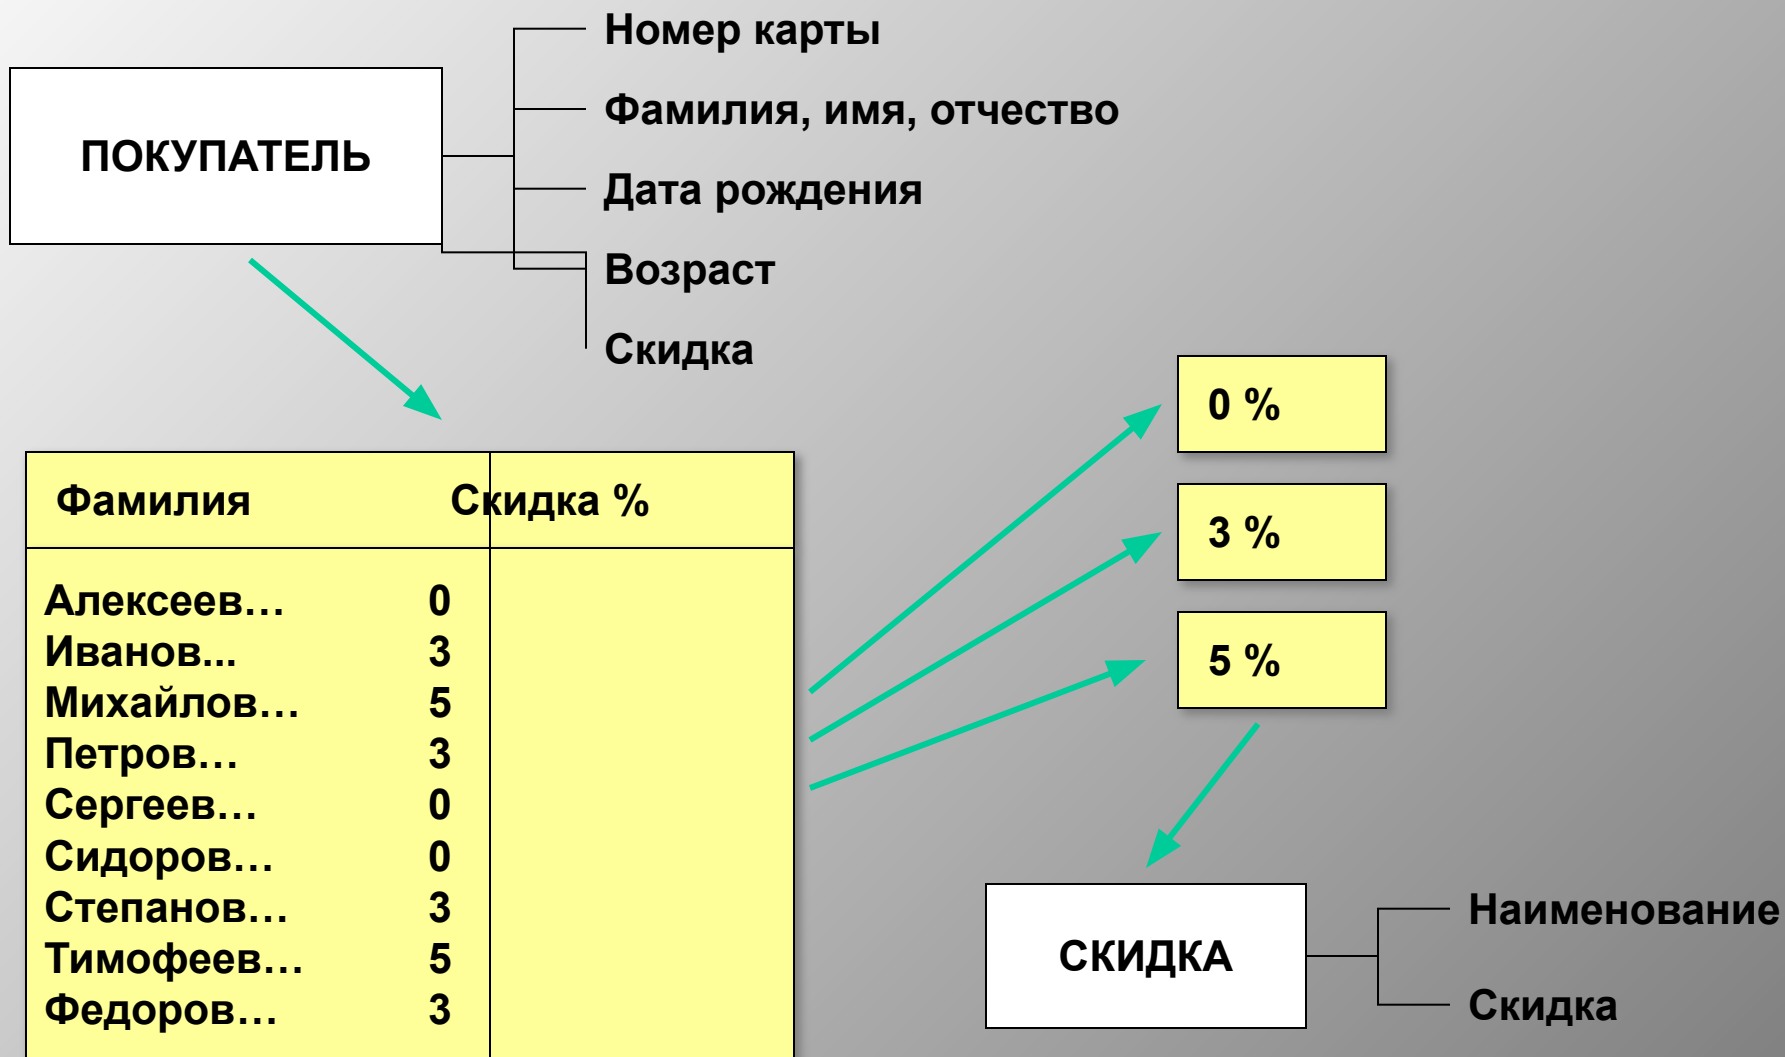 Номер карты
ПОКУПАТЕЛЬ
Фамилия, имя, отчество
Дата рождения
Возраст
Скидка
Фамилия Скидка %
Алексеев… 0
Иванов... 3
Михайлов… 5
Петров… 3
Сергеев… 0
Сидоров… 0
Степанов… 3
Тимофеев… 5
Федоров… 3
0 %
3 %
5 %
СКИДКА
Наименование
Скидка